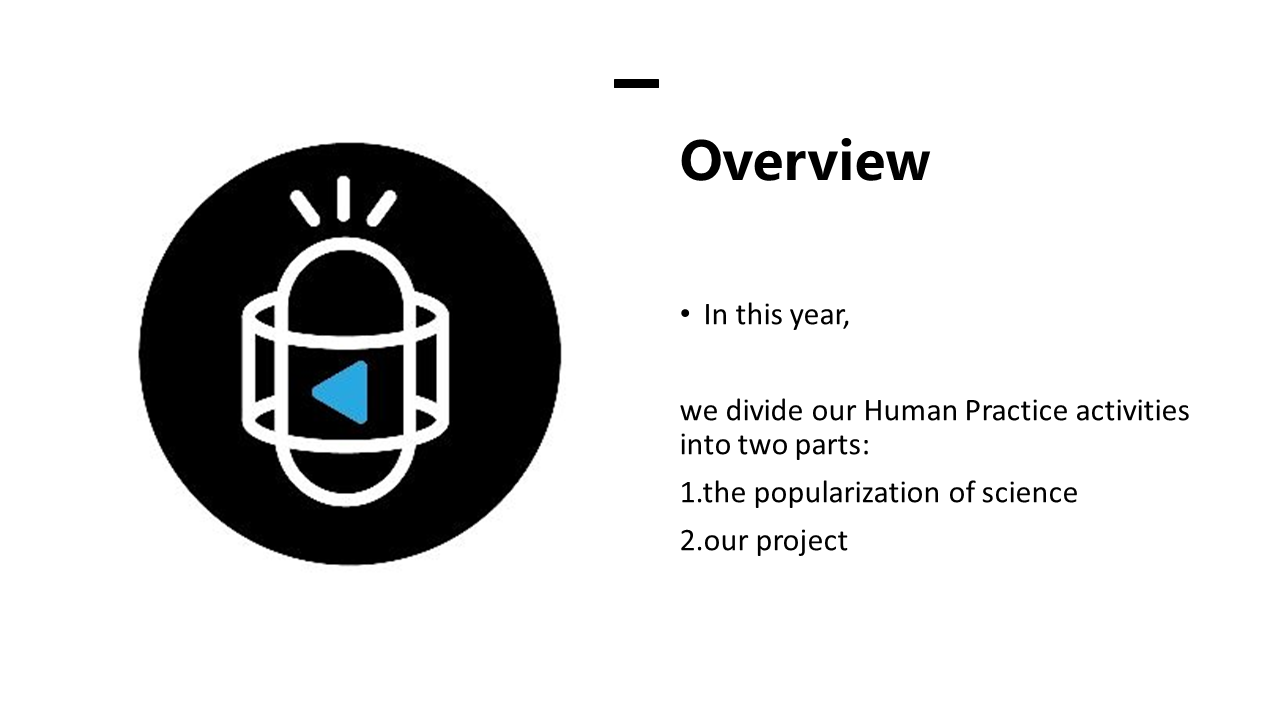 Overview
• In this year,
we divide our Human Practice activities
into two parts:
1.the popularization of science
2.our project